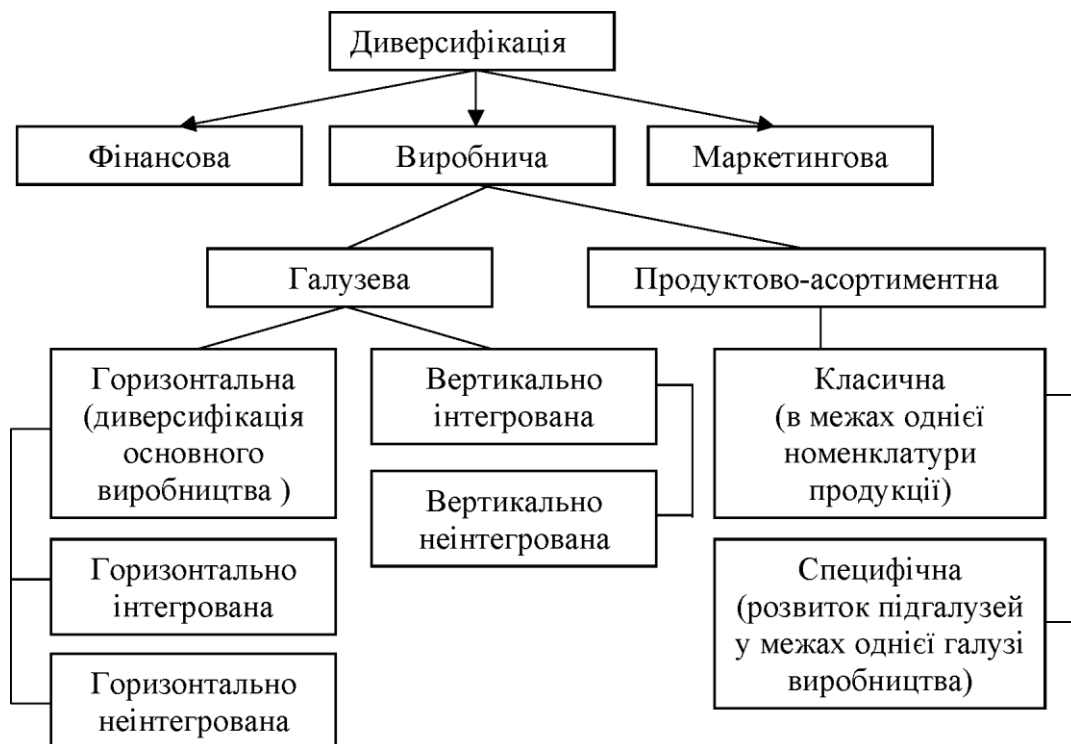 Диверсифікація
Фінансова
Виробнича
Маркетингова
Галузева
Продуктово-асортиментна
Горизонтальна
(диверсифікація
основного
виробництва )
Вертикально
інтегрована
Класична
(в межах однієї
номенклатури
продукції)
Вертикально
неінтегрована
Горизонтально
інтегрована
Специфічна
(розвиток підгалузей
у межах однієї галузі
виробництва)
Горизонтально
неінтегрована